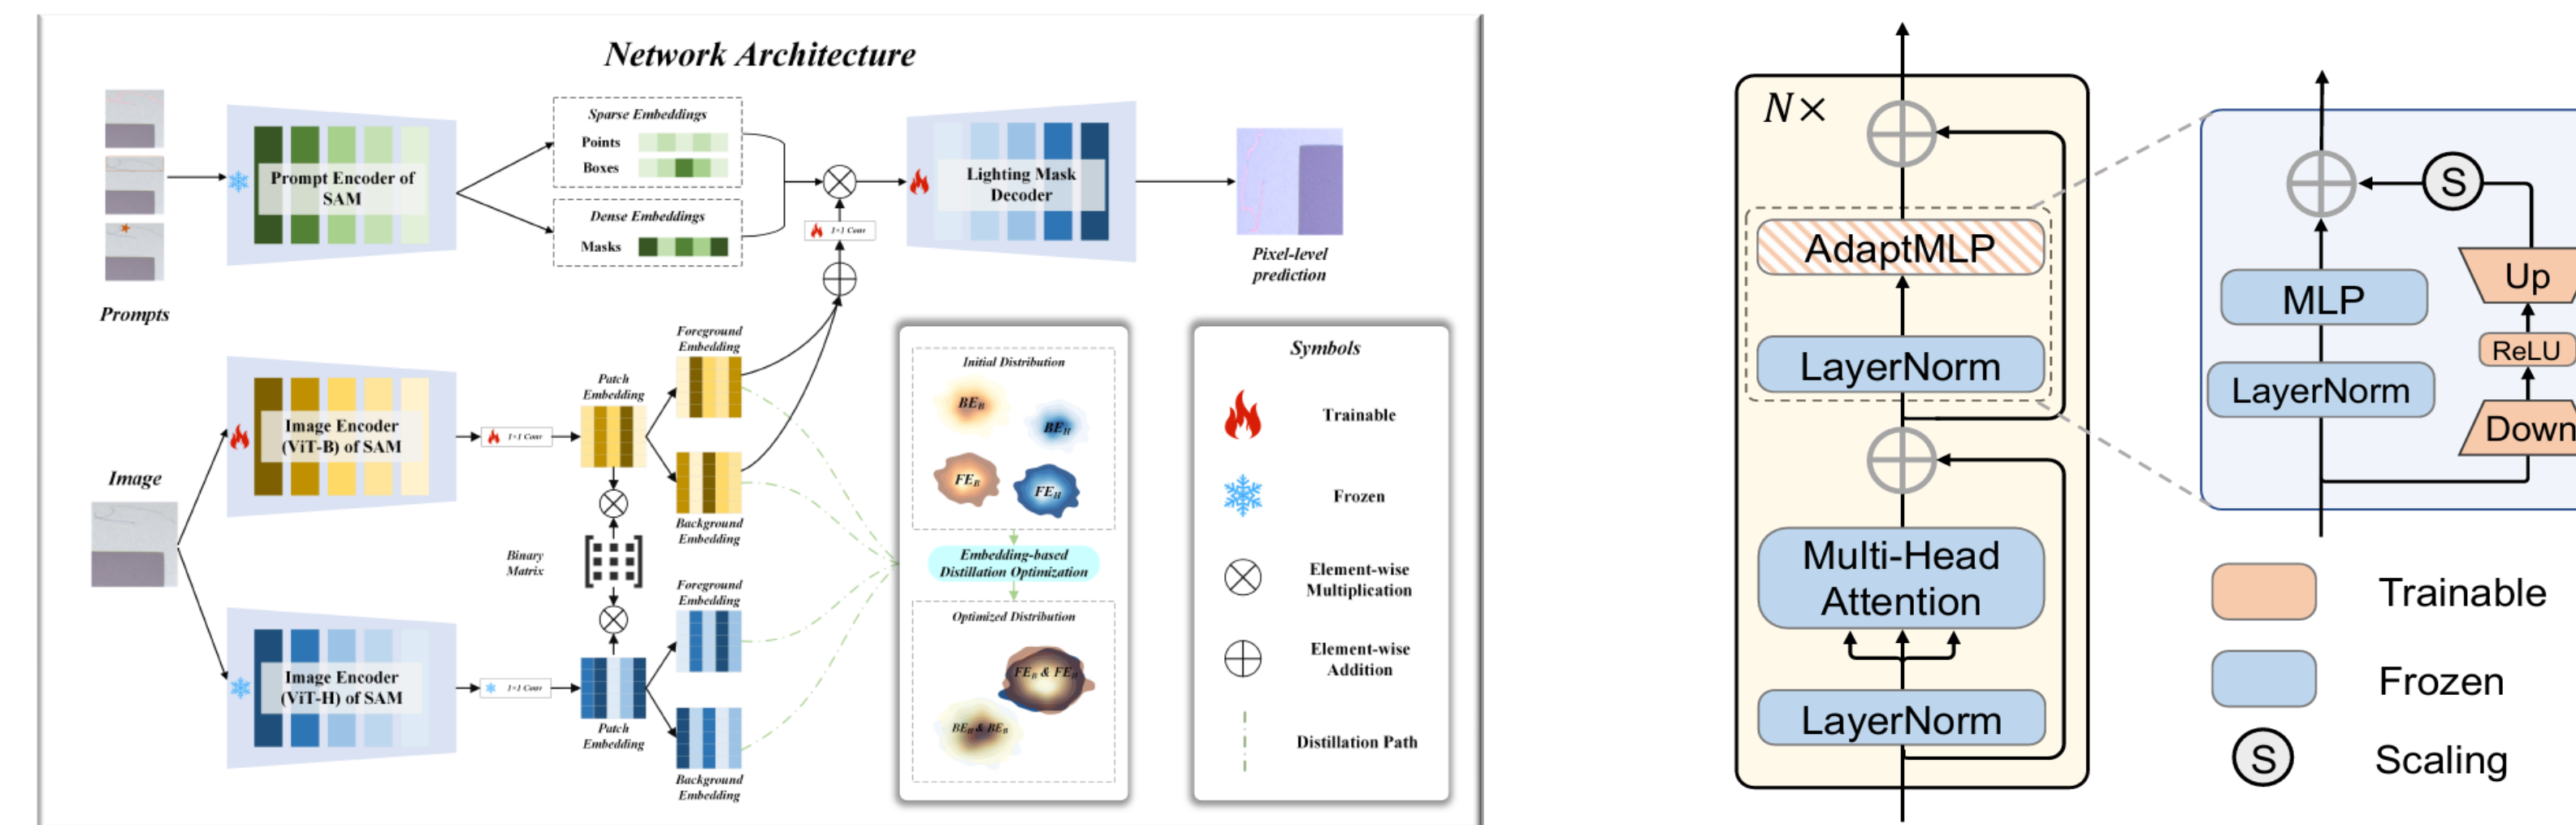 Network Architecture
Prompts
Prompt Encoder of
SAM
Sparse Embeddings
Points
Boxes
Dense Embeddings
Masks
1×1 Conv
Lighting Mask
Decoder
Pixel-level
prediction
Image
Image Encoder
(ViT-B) of SAM
1×1 Conv
Patch
Embedding
Foreground
Embedding
Background
Embedding
Binary
Matrix
Image Encoder
(ViT-H) of SAM
1×1 Conv
Patch
Embedding
Foreground
Embedding
Background
Embedding
Initial Distribution
BE_B
BE_H
FE_B
FE_H
Embedding-based
Distillation Optimization
Optimized Distribution
FE_B & FE_H
BE_H & BE_B
Symbols
Trainable
Frozen
Element-wise
Multiplication
Element-wise
Addition
Distillation Path
N×
AdaptMLP
LayerNorm
Multi-Head
Attention
LayerNorm
S
MLP
LayerNorm
Up
ReLU
Down
Trainable
Frozen
S Scaling